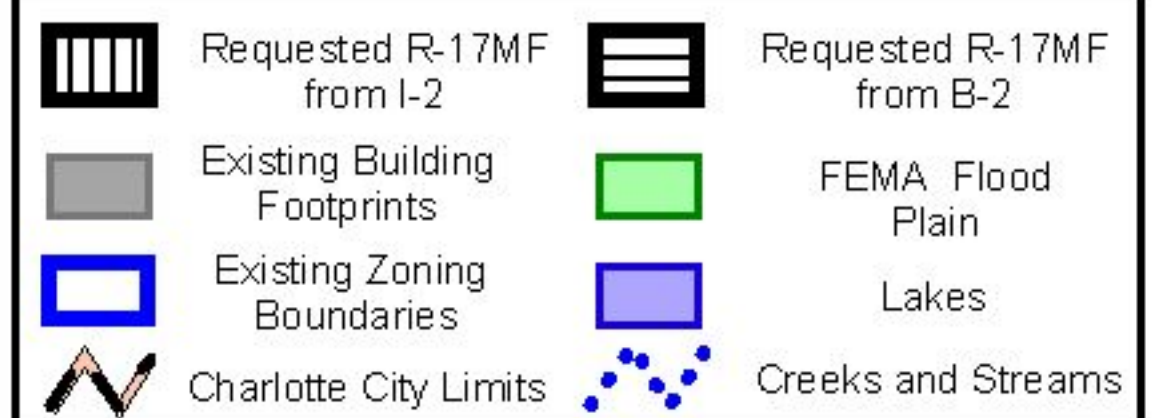 Requested R-17MF
from I-2
Requested R-17MF
from B-2
Existing Building
Footprints
FEMA Flood
Plain
Existing Zoning
Boundaries
Lakes
Charlotte City Limits
Creeks and Streams